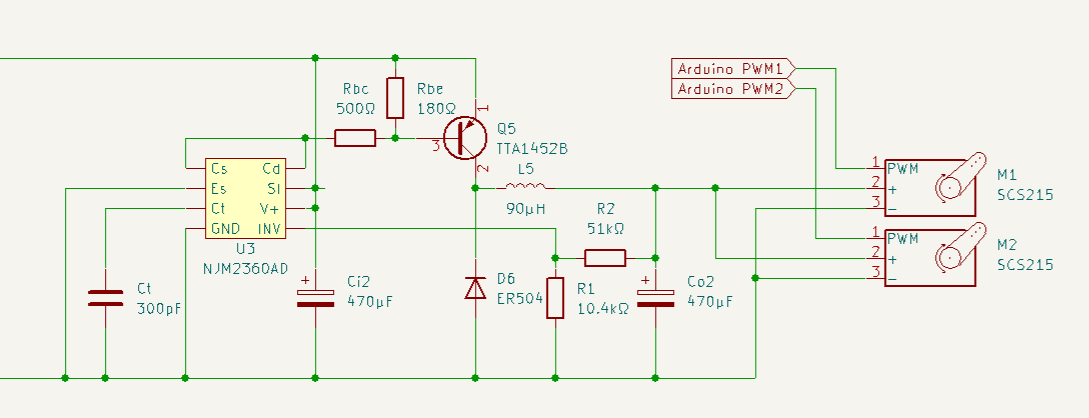 Arduino PWM1
Arduino PWM2
Rbc
500Ω
Rbe
180Ω
1
3
2
Q5
TTA1452B
L5
90μH
Cs
Es
Ct
GND
Cd
SI
V+
INV
U3
NJM2360AD
Ct
300pF
+
Ci2
470μF
D6
ER504
R2
51kΩ
R1
10.4kΩ
+
Co2
470μF
1
2
3
PWM
+
-
M1
SCS215
1
2
3
PWM
+
-
M2
SCS215